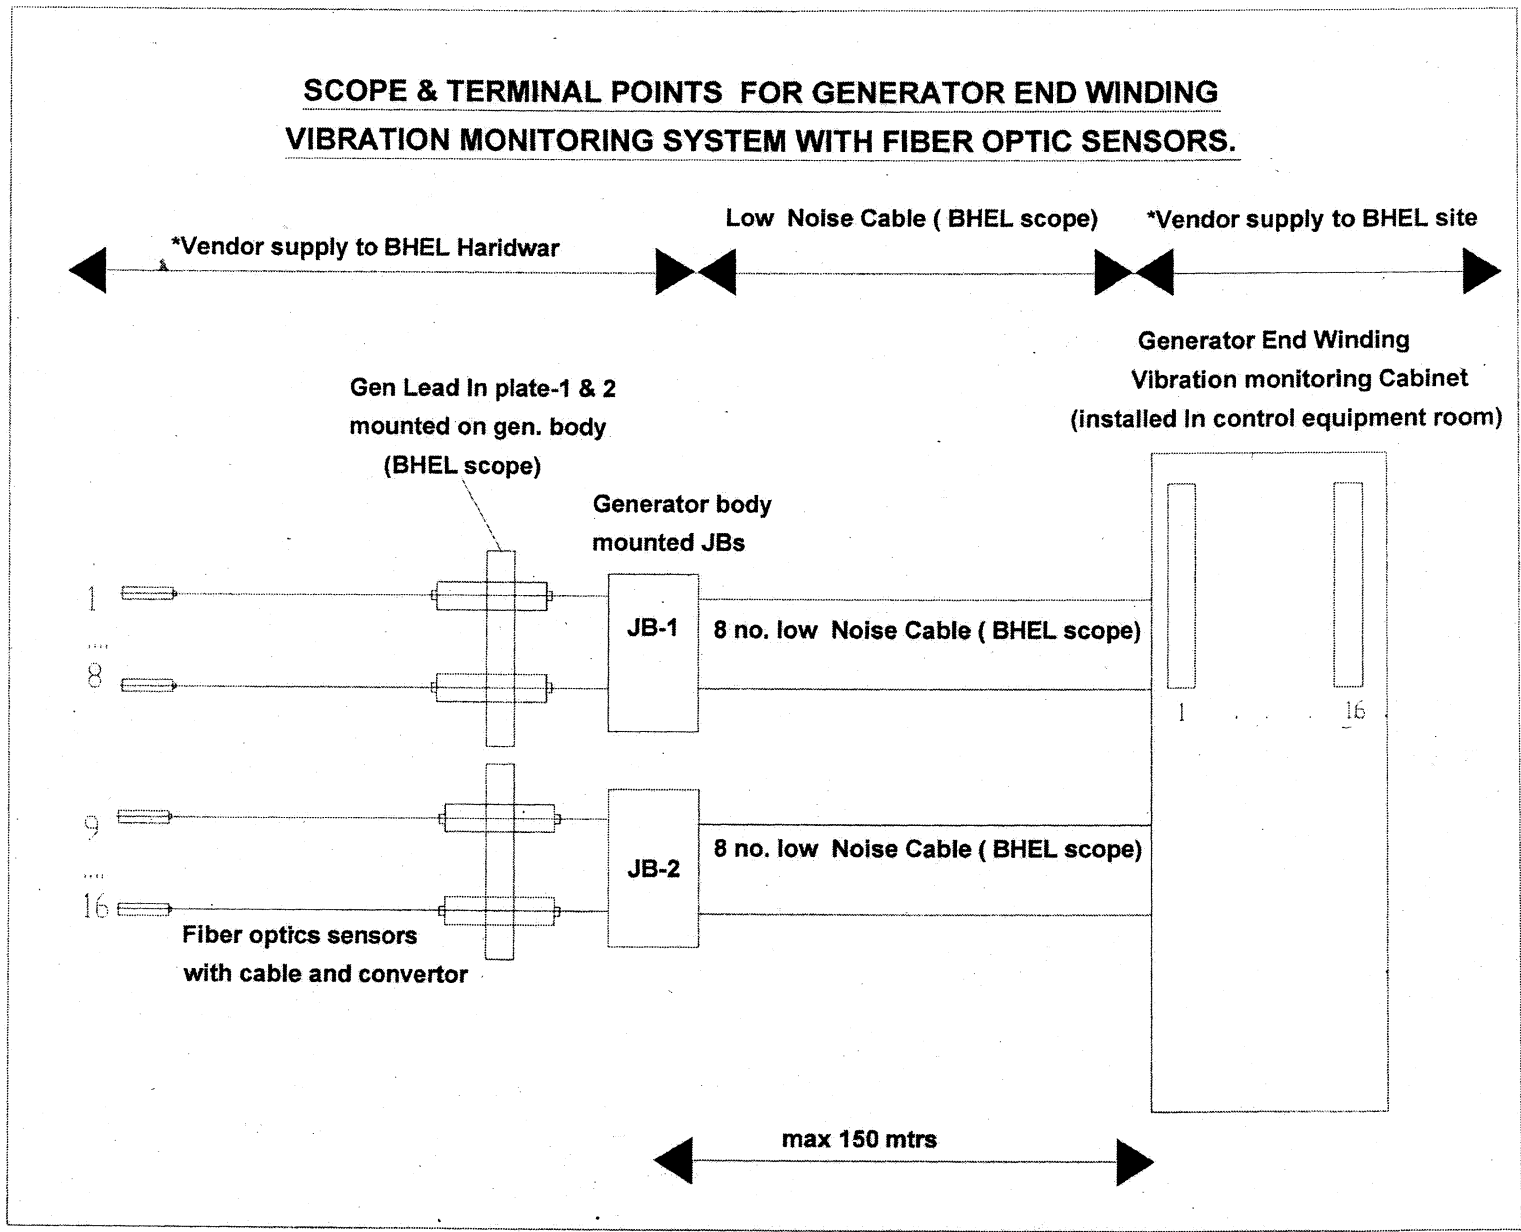 SCOPE & TERMINAL POINTS FOR GENERATOR END WINDING
VIBRATION MONITORING SYSTEM WITH FIBER OPTIC SENSORS.
*Vendor supply to BHEL Haridwar
Low Noise Cable ( BHEL scope)
*Vendor supply to BHEL site
Generator End Winding
Vibration monitoring Cabinet
(installed In control equipment room)
Gen Lead In plate-1 & 2
mounted on gen. body
(BHEL scope)
Generator body
mounted JBs
1
....
8
JB-1
8 no. low Noise Cable ( BHEL scope)
1 . . . . 16
9
....
16
JB-2
8 no. low Noise Cable ( BHEL scope)
Fiber optics sensors
with cable and convertor
max 150 mtrs